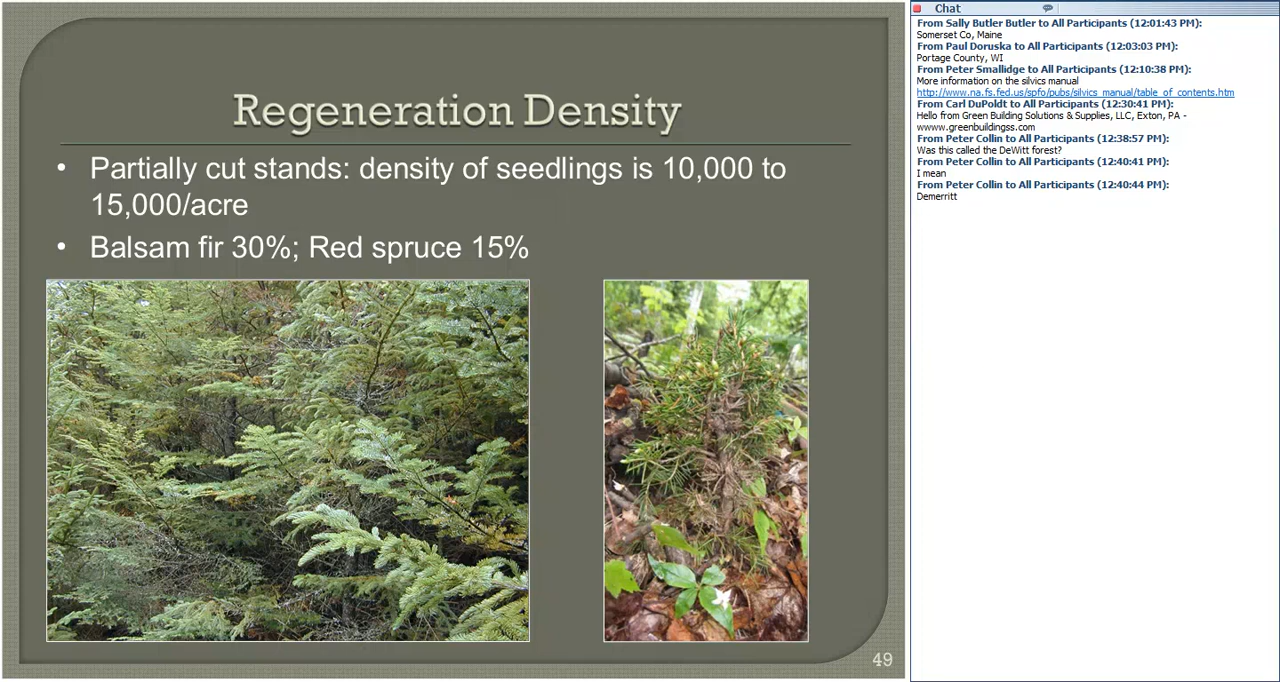 Regeneration Density
• Partially cut stands: density of seedlings is 10,000 to
15,000/acre
• Balsam fir 30%; Red spruce 15%
49
Chat
From Sally Butler Butler to All Participants (12:01:43 PM):
Somerset Co, Maine
From Paul Doruska to All Participants (12:03:03 PM):
Portage County, WI
From Peter Smallidge to All Participants (12:10:38 PM):
More information on the silvics manual
http://www.na.fs.fed.us/spfo/pubs/silvics_manual/table_of_contents.htm
From Carl DuPoldt to All Participants (12:30:41 PM):
Hello from Green Building Solutions & Supplies, LLC, Exton, PA -
wwww.greenbuildingss.com
From Peter Collin to All Participants (12:38:57 PM):
Was this called the DeWitt forest?
From Peter Collin to All Participants (12:40:41 PM):
I mean
From Peter Collin to All Participants (12:40:44 PM):
Demerritt